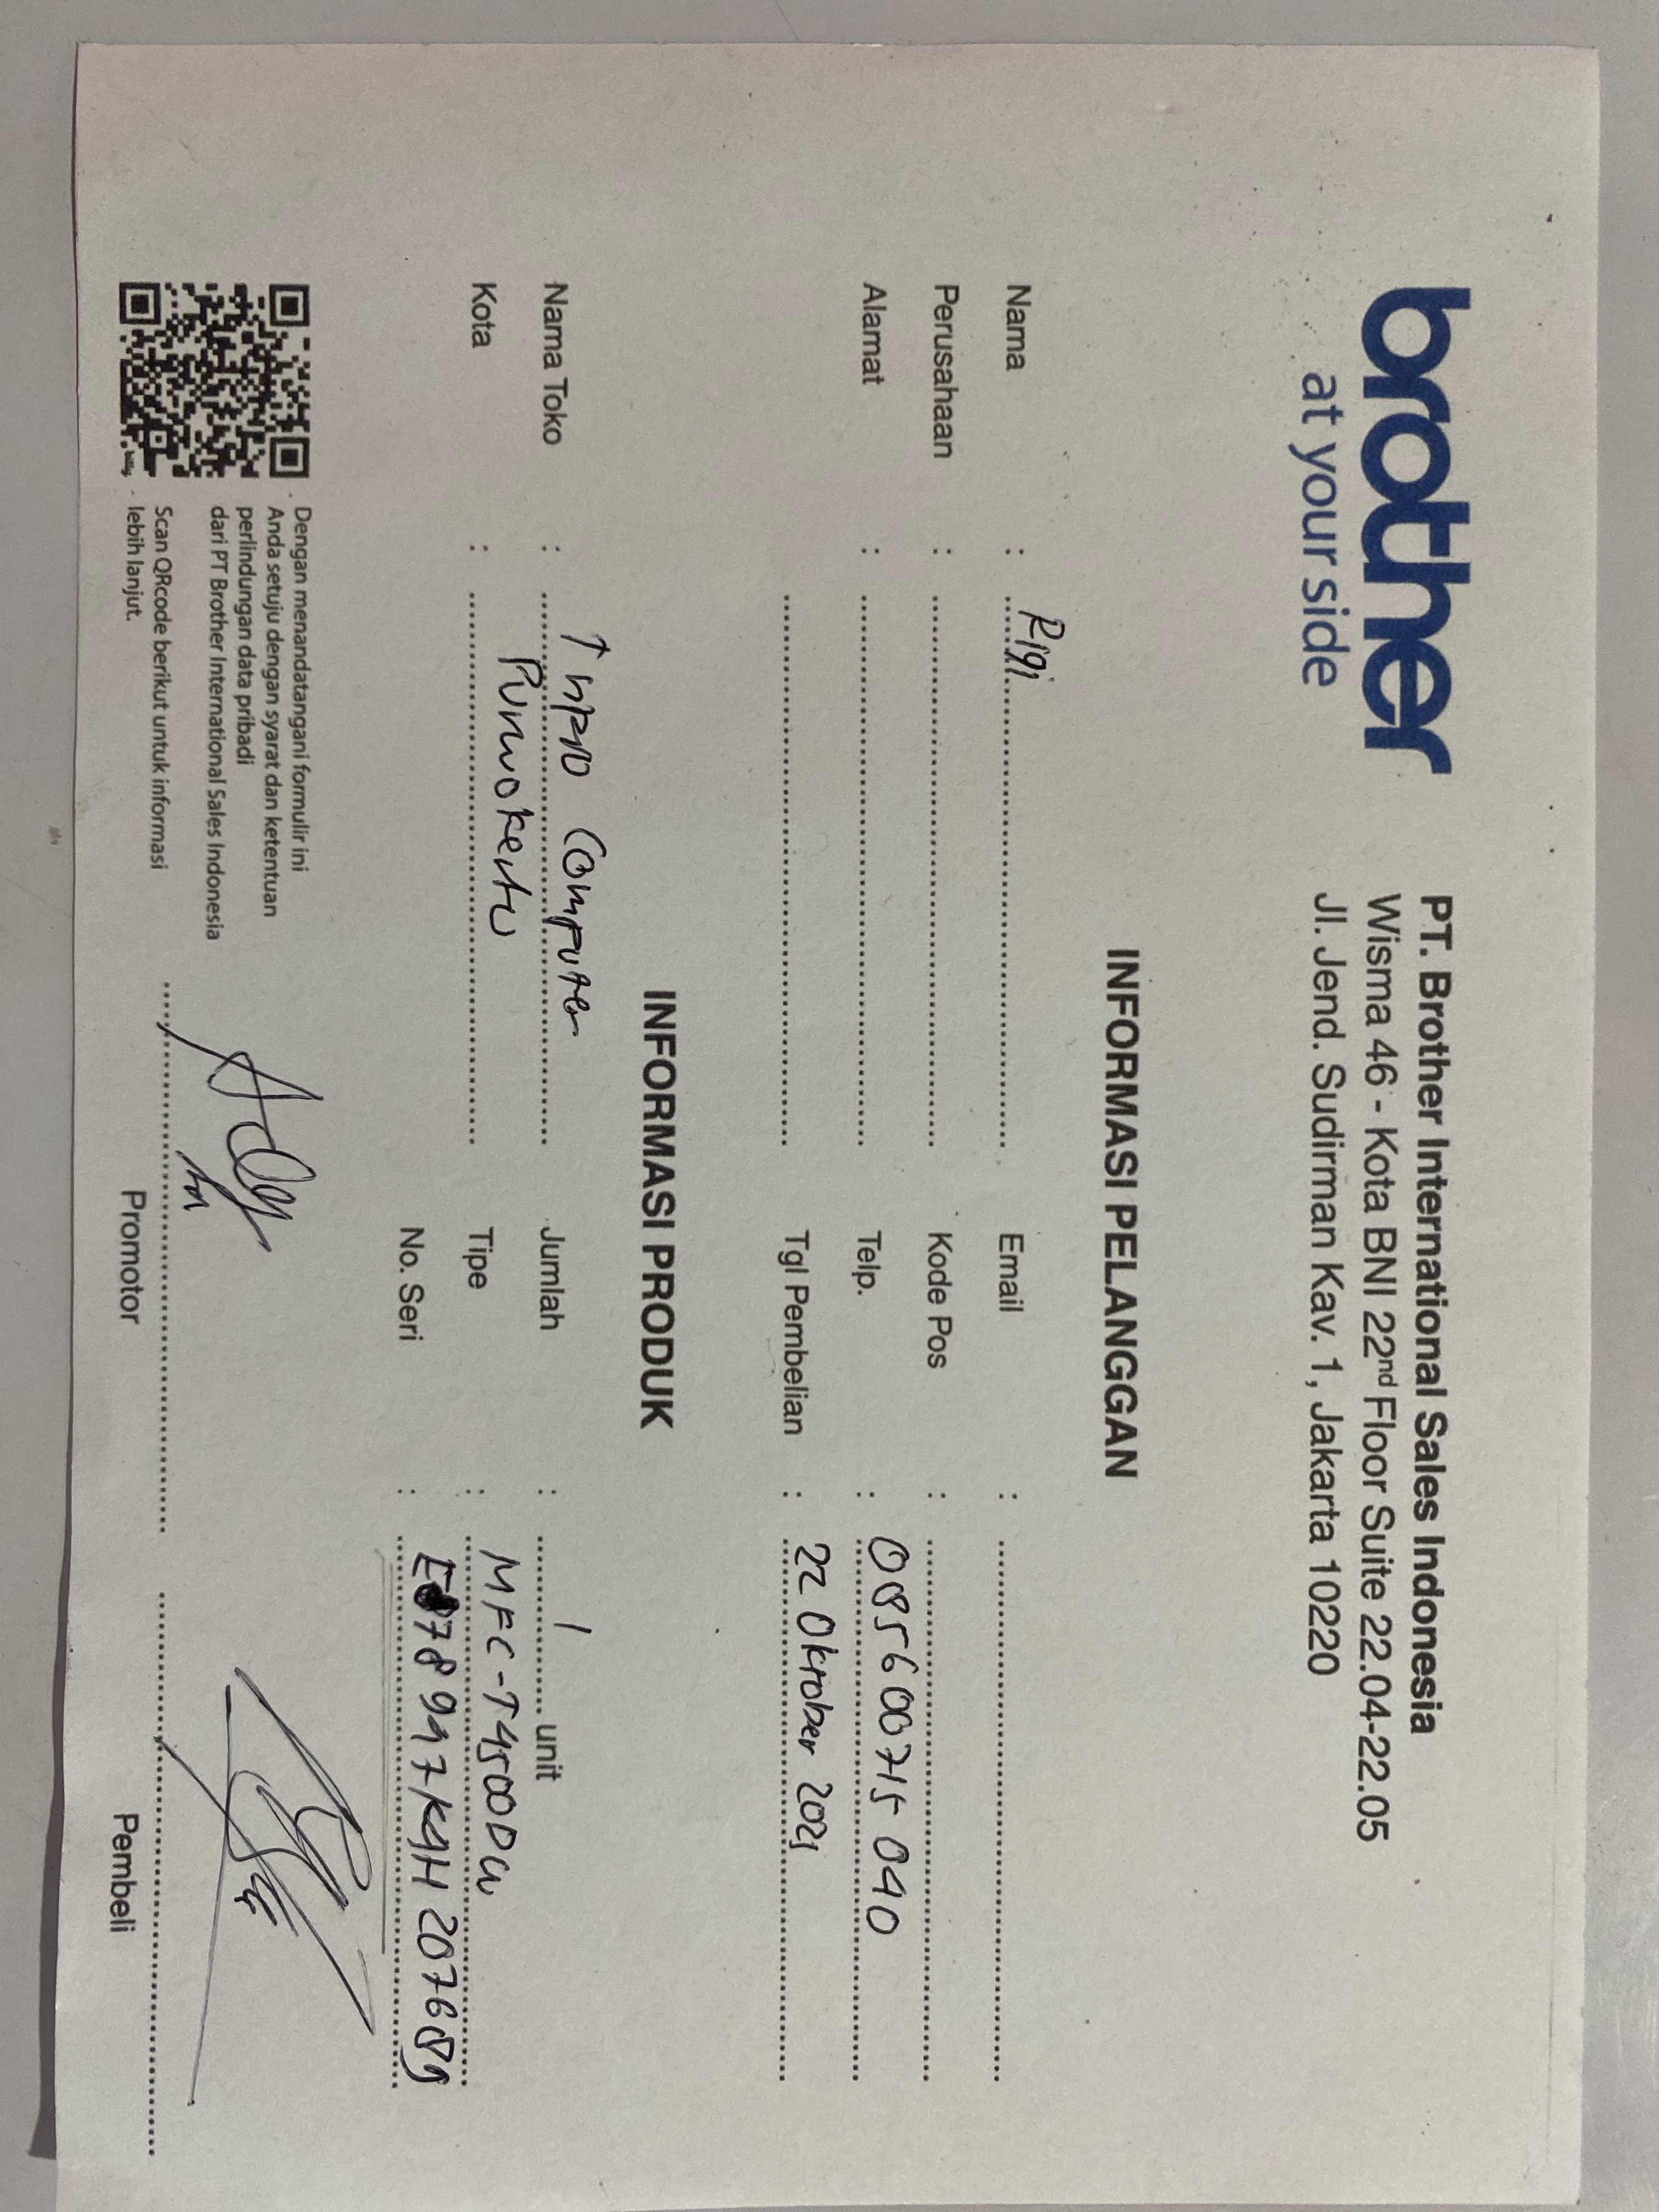 brother
at your side
PT. Brother International Sales Indonesia
Wisma 46 - Kota BNI 22nd Floor Suite 22.04-22.05
Jl. Jend. Sudirman Kav. 1, Jakarta 10220
INFORMASI PELANGGAN
Nama : Rigi
Email :
Perusahaan :
Kode Pos :
Alamat :
Telp. : 085600715040
Tgl Pembelian : 22 Oktober 2021
INFORMASI PRODUK
Nama Toko : Computer
Jumlah : 1 unit
Kota : Purwokerto
Tipe : MFC-T4500DW
No. Seri :
Dengan menandatangani formulir ini
Anda setuju dengan syarat dan ketentuan
perlindungan data pribadi
dari PT Brother International Sales Indonesia
Scan QRcode berikut untuk informasi
lebih lanjut.
Promotor
Pembeli